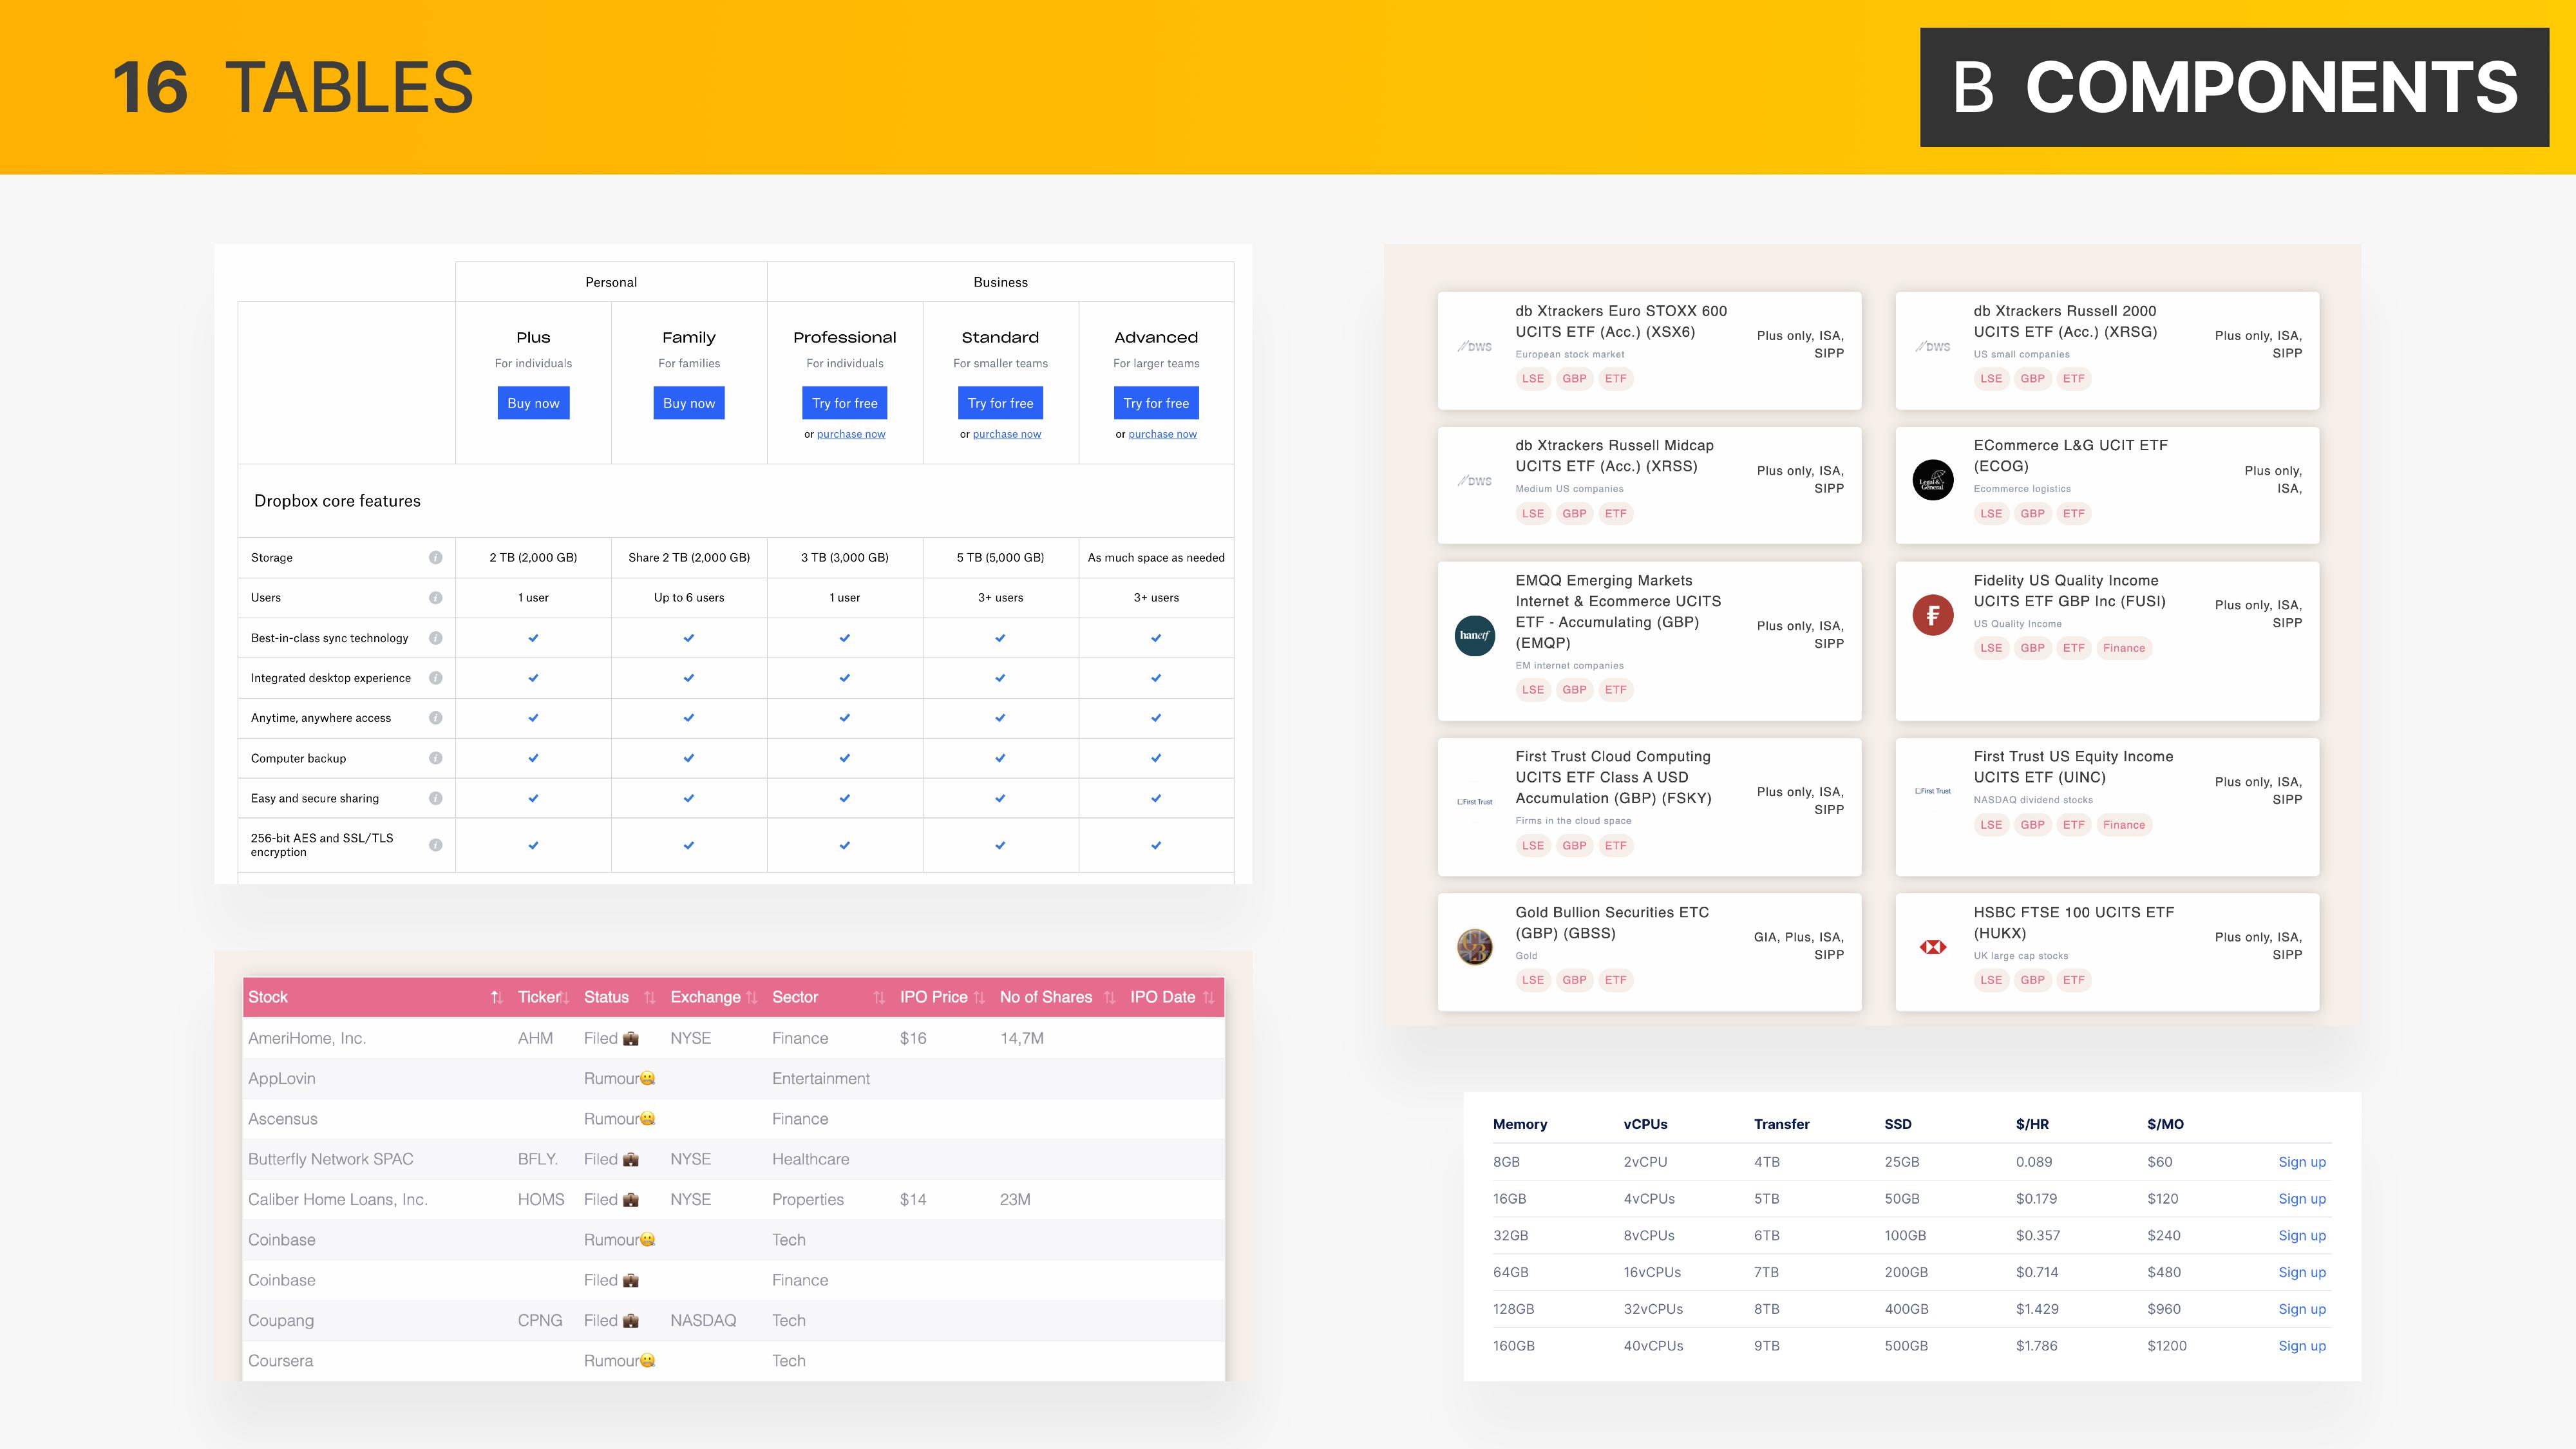 16 TABLES
B COMPONENTS
Personal Business
Plus Family Professional Standard Advanced
For individuals For families For individuals For smaller teams For larger teams
Buy now Buy now Try for free Try for free Try for free
or purchase now or purchase now or purchase now
Dropbox core features
Storage i 2 TB (2,000 GB) Share 2 TB (2,000 GB) 3 TB (3,000 GB) 5 TB (5,000 GB) As much space as needed
Users i 1 user Up to 6 users 1 user 3+ users 3+ users
Best-in-class sync technology i
Integrated desktop experience i
Anytime, anywhere access i
Computer backup i
Easy and secure sharing i
256-bit AES and SSL/TLS
encryption i
Stock Ticker Status Exchange Sector IPO Price No of Shares IPO Date
AmeriHome, Inc. AHM Filed NYSE Finance $16 14,7M
AppLovin Rumour Entertainment
Ascensus Rumour Finance
Butterfly Network SPAC BFLY. Filed NYSE Healthcare
Caliber Home Loans, Inc. HOMS Filed NYSE Properties $14 23M
Coinbase Rumour Tech
Coinbase Filed Finance
Coupang CPNG Filed NASDAQ Tech
Coursera Rumour Tech
DWS
db Xtrackers Euro STOXX 600
UCITS ETF (Acc.) (XSX6)
European stock market
LSE GBP ETF
Plus only, ISA,
SIPP
DWS
db Xtrackers Russell 2000
UCITS ETF (Acc.) (XRSG)
US small companies
LSE GBP ETF
Plus only, ISA,
SIPP
DWS
db Xtrackers Russell Midcap
UCITS ETF (Acc.) (XRSS)
Medium US companies
LSE GBP ETF
Plus only, ISA,
SIPP
Legal&
General
ECommerce L&G UCIT ETF
(ECOG)
Ecommerce logistics
LSE GBP ETF
Plus only,
ISA,
hanetf
EMQQ Emerging Markets
Internet & Ecommerce UCITS
ETF - Accumulating (GBP)
(EMQP)
EM internet companies
LSE GBP ETF
Plus only, ISA,
SIPP
Fidelity US Quality Income
UCITS ETF GBP Inc (FUSI)
US Quality Income
LSE GBP ETF Finance
Plus only, ISA,
SIPP
First Trust
First Trust Cloud Computing
UCITS ETF Class A USD
Accumulation (GBP) (FSKY)
Firms in the cloud space
LSE GBP ETF
Plus only, ISA,
SIPP
First Trust
First Trust US Equity Income
UCITS ETF (UINC)
NASDAQ dividend stocks
LSE GBP ETF Finance
Plus only, ISA,
SIPP
Gold Bullion Securities ETC
(GBP) (GBSS)
Gold
LSE GBP ETF
GIA, Plus, ISA,
SIPP
HSBC FTSE 100 UCITS ETF
(HUKX)
UK large cap stocks
LSE GBP ETF
Plus only, ISA,
SIPP
Memory vCPUs Transfer SSD $/HR $/MO
8GB 2vCPU 4TB 25GB 0.089 $60 Sign up
16GB 4vCPUs 5TB 50GB $0.179 $120 Sign up
32GB 8vCPUs 6TB 100GB $0.357 $240 Sign up
64GB 16vCPUs 7TB 200GB $0.714 $480 Sign up
128GB 32vCPUs 8TB 400GB $1.429 $960 Sign up
160GB 40vCPUs 9TB 500GB $1.786 $1200 Sign up